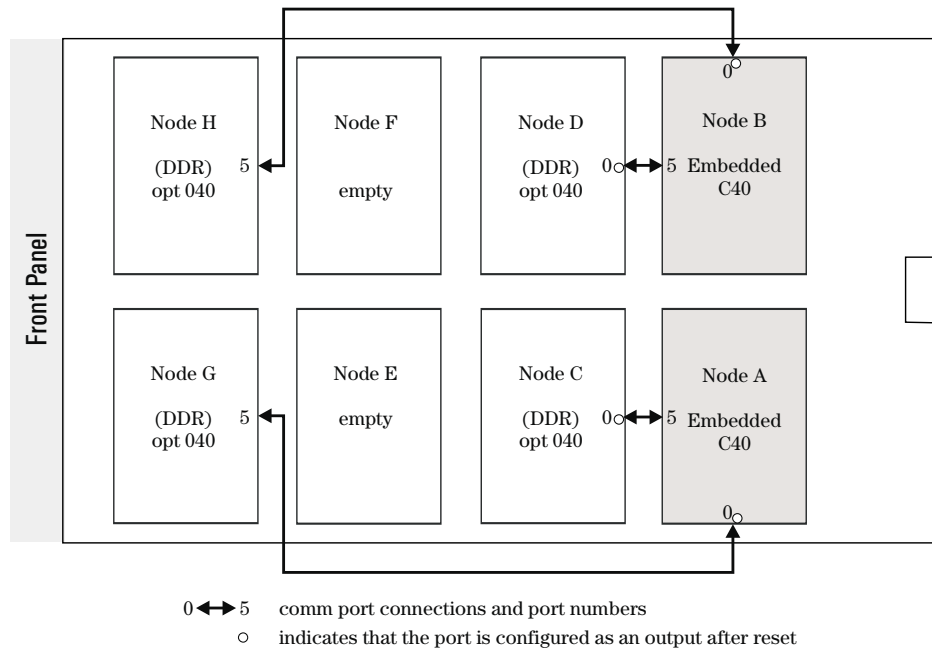 Front Panel
Node H
(DDR)
opt 040
5
Node F
empty
Node D
(DDR)
opt 040
0
0
Node B
5 Embedded
C40
Node G
(DDR)
opt 040
5
Node E
empty
Node C
(DDR)
opt 040
0
Node A
5 Embedded
C40
0
0 5 comm port connections and port numbers
indicates that the port is configured as an output after reset